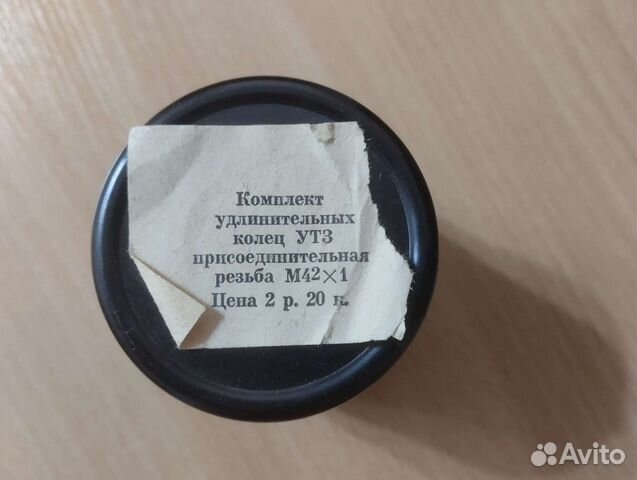 Комплект
удлинительных
колец УТЗ
присоединительная
резьба М42×1
Цена 2 р. 20 к.
Avito